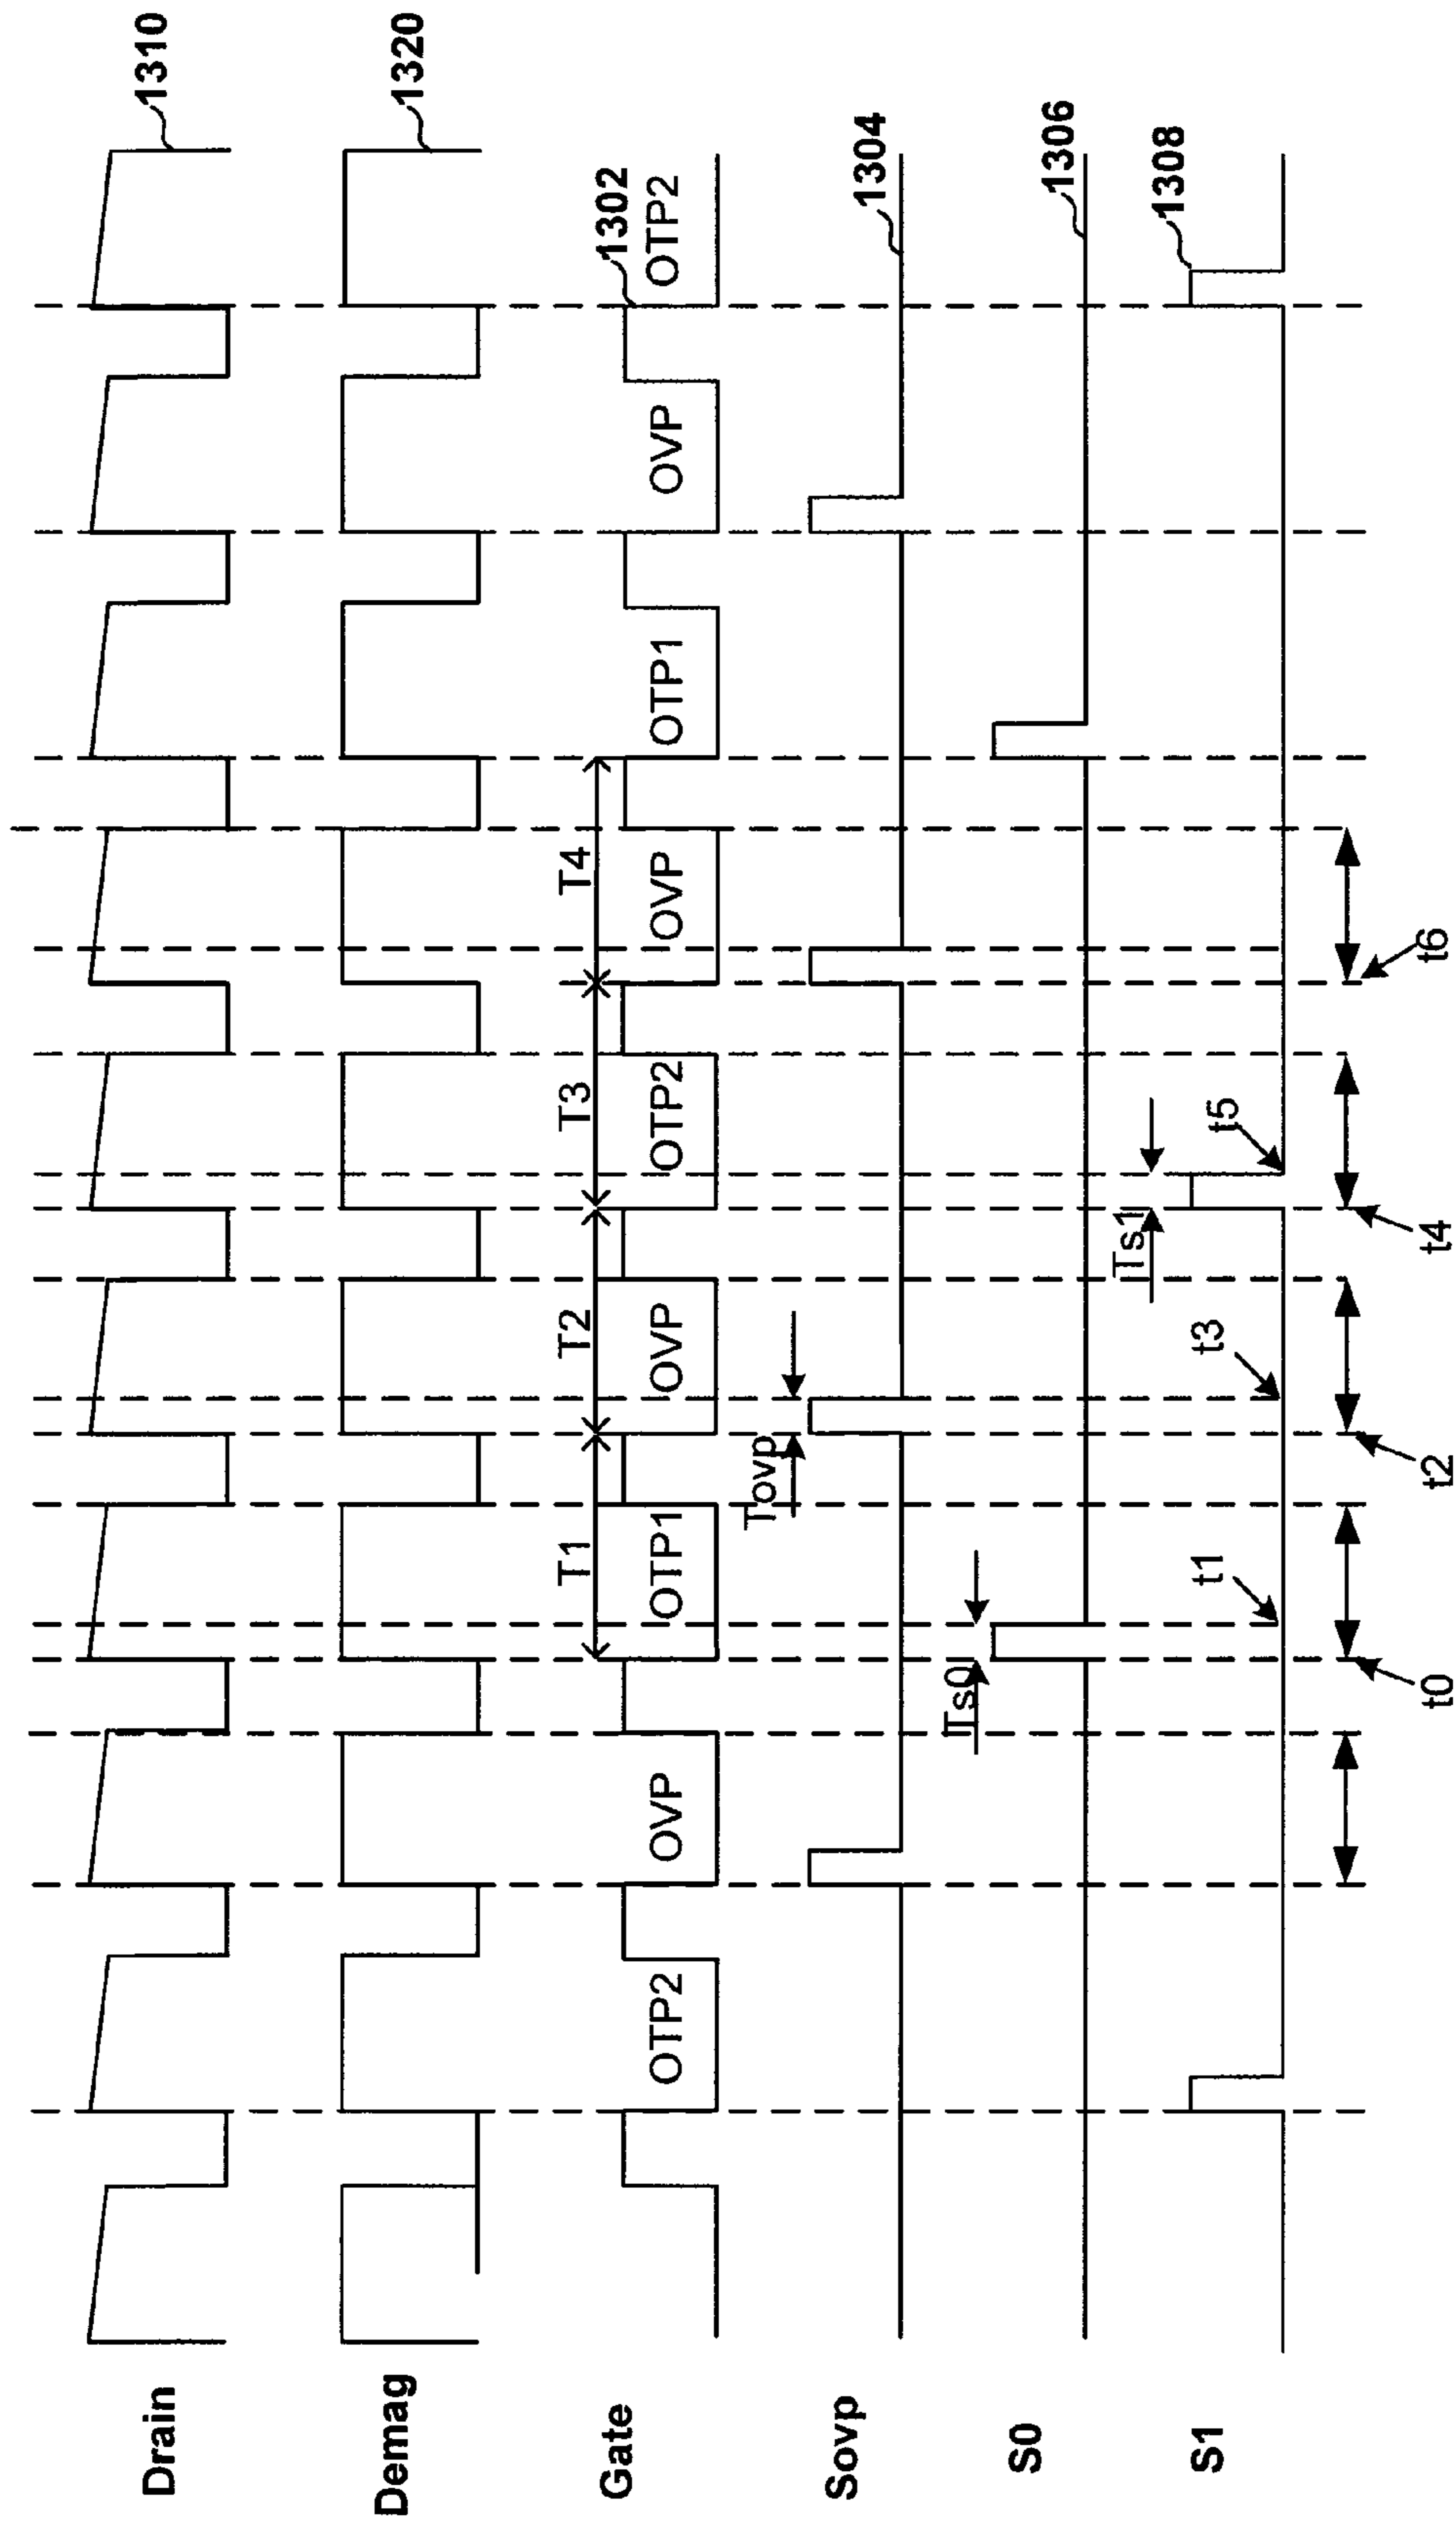 Drain
1310
Demag
1320
Gate
OTP2
OVP
T1
OTP1
T2
OVP
T3
OTP2
T4
OVP
OTP1
OVP
1302
OTP2
Sovp
Tovp
1304
S0
Ts0
1306
S1
t1
t3
Ts1
t5
1308
t0
t2
t4
t6